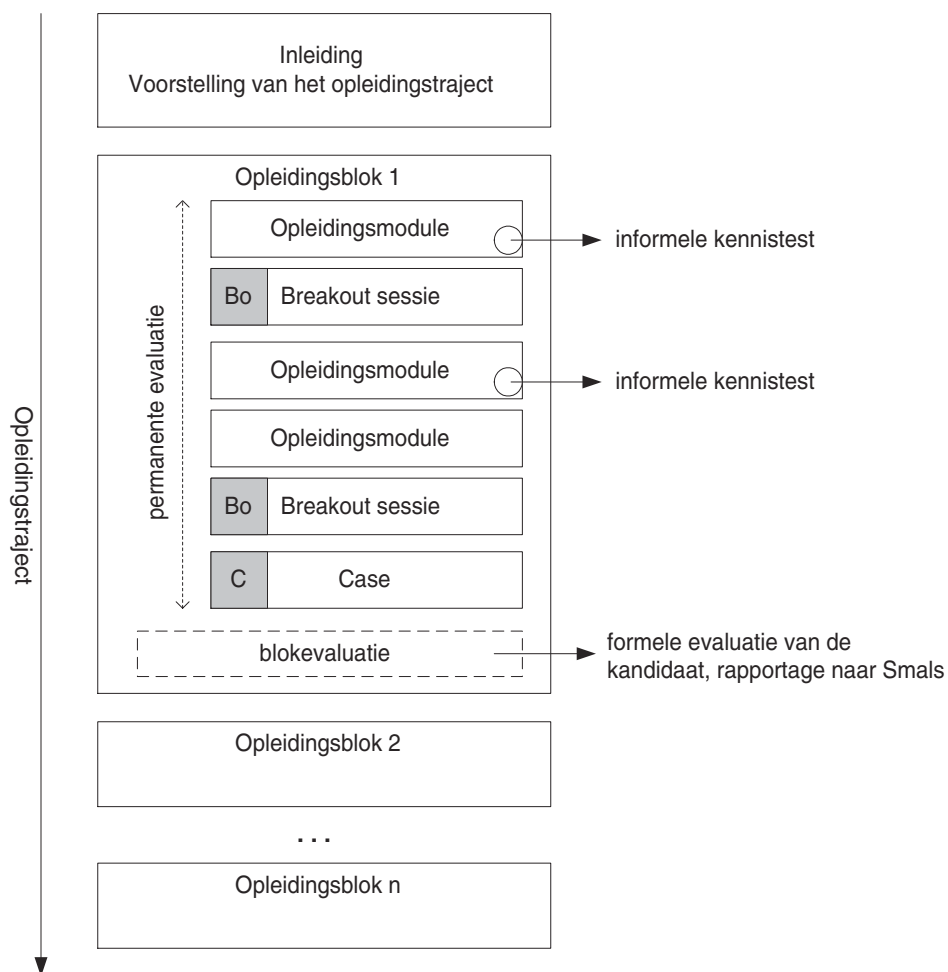 Inleiding
Voorstelling van het opleidingstraject
Opleidingsblok 1
Opleidingsmodule
informele kennistest
Bo
Breakout sessie
permanente evaluatie
Opleidingsmodule
informele kennistest
Opleidingstraject
Opleidingsmodule
Bo
Breakout sessie
C
Case
blokevaluatie
formele evaluatie van de
kandidaat, rapportage naar Smals
Opleidingsblok 2
...
Opleidingsblok n